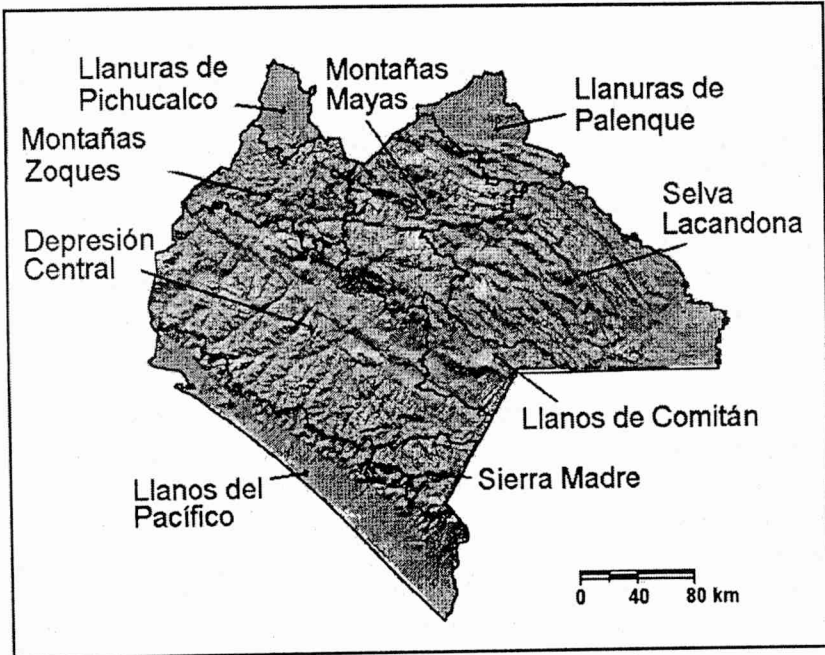 Llanuras de
Pichucalco
Montañas
Mayas
Llanuras de
Palenque
Montañas
Zoques
Selva
Lacandona
Depresión
Central
Llanos de Comitán
Sierra Madre
Llanos del
Pacífico
0 40 80 km